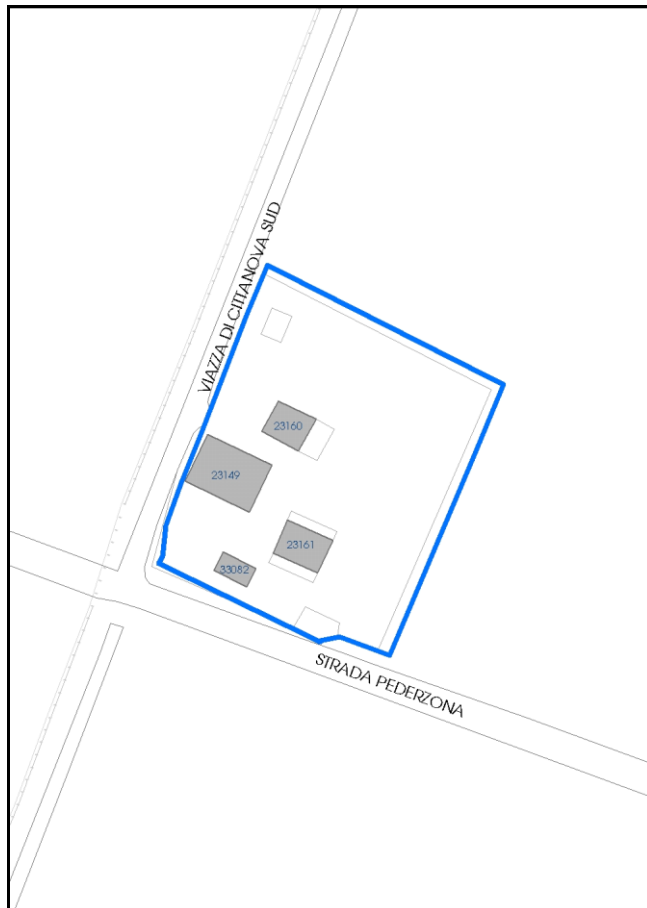 VIAZZA DI CITTANOVA SUD
23160
23149
23161
33082
STRADA PEDERZONA